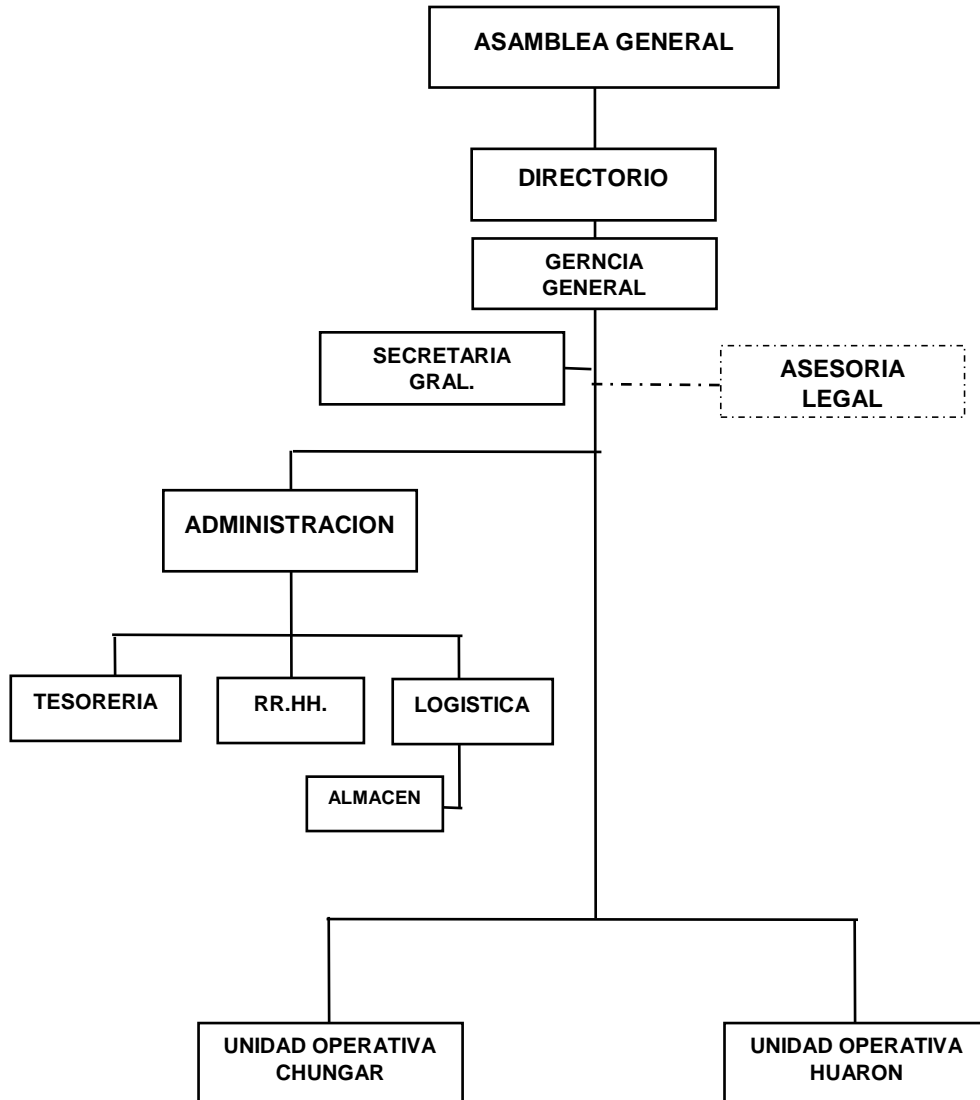 ASAMBLEA GENERAL
DIRECTORIO
GERNCIA
GENERAL
SECRETARIA
GRAL.
ASESORIA
LEGAL
ADMINISTRACION
TESORERIA
RR.HH.
LOGISTICA
ALMACEN
UNIDAD OPERATIVA
CHUNGAR
UNIDAD OPERATIVA
HUARON